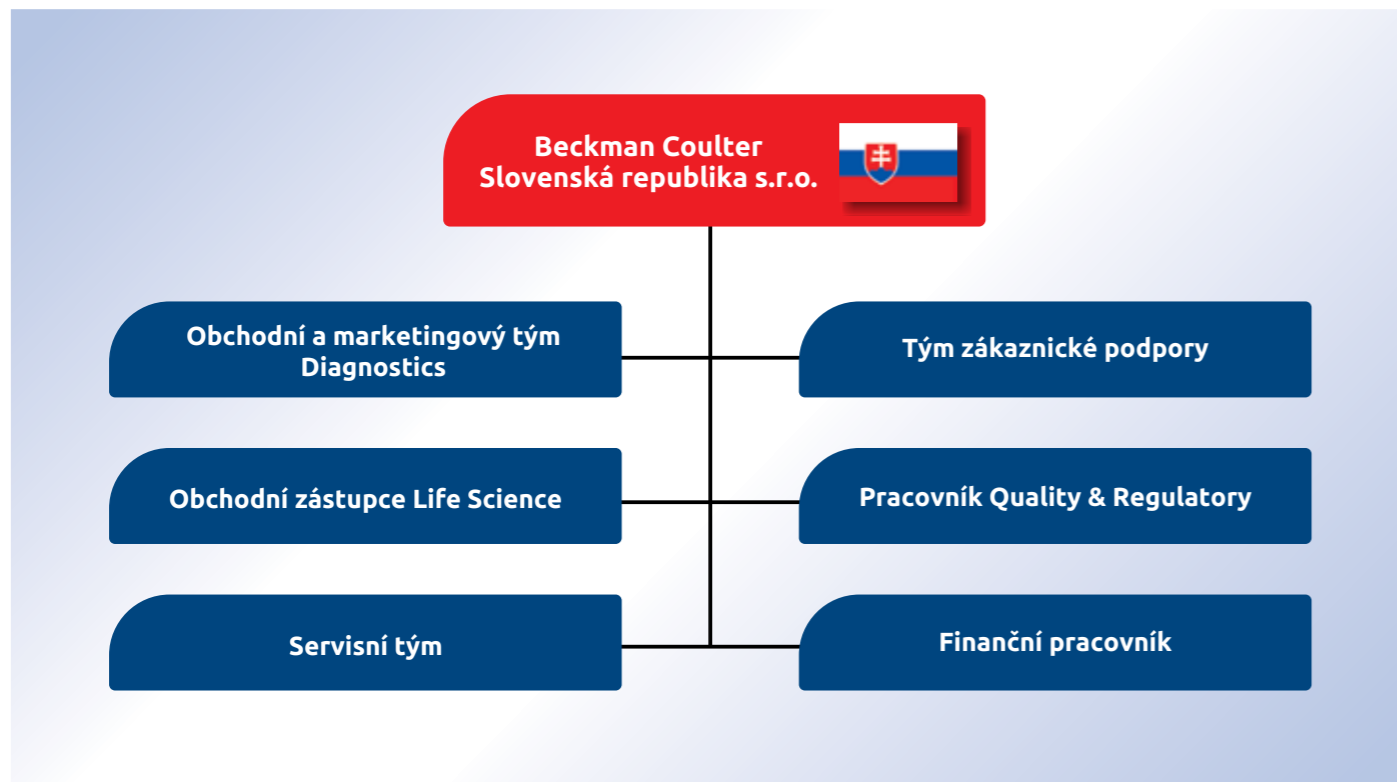 Beckman Coulter
Slovenská republika s.r.o.
Obchodní a marketingový tým
Diagnostics
Tým zákaznické podpory
Obchodní zástupce Life Science
Pracovník Quality & Regulatory
Servisní tým
Finanční pracovník